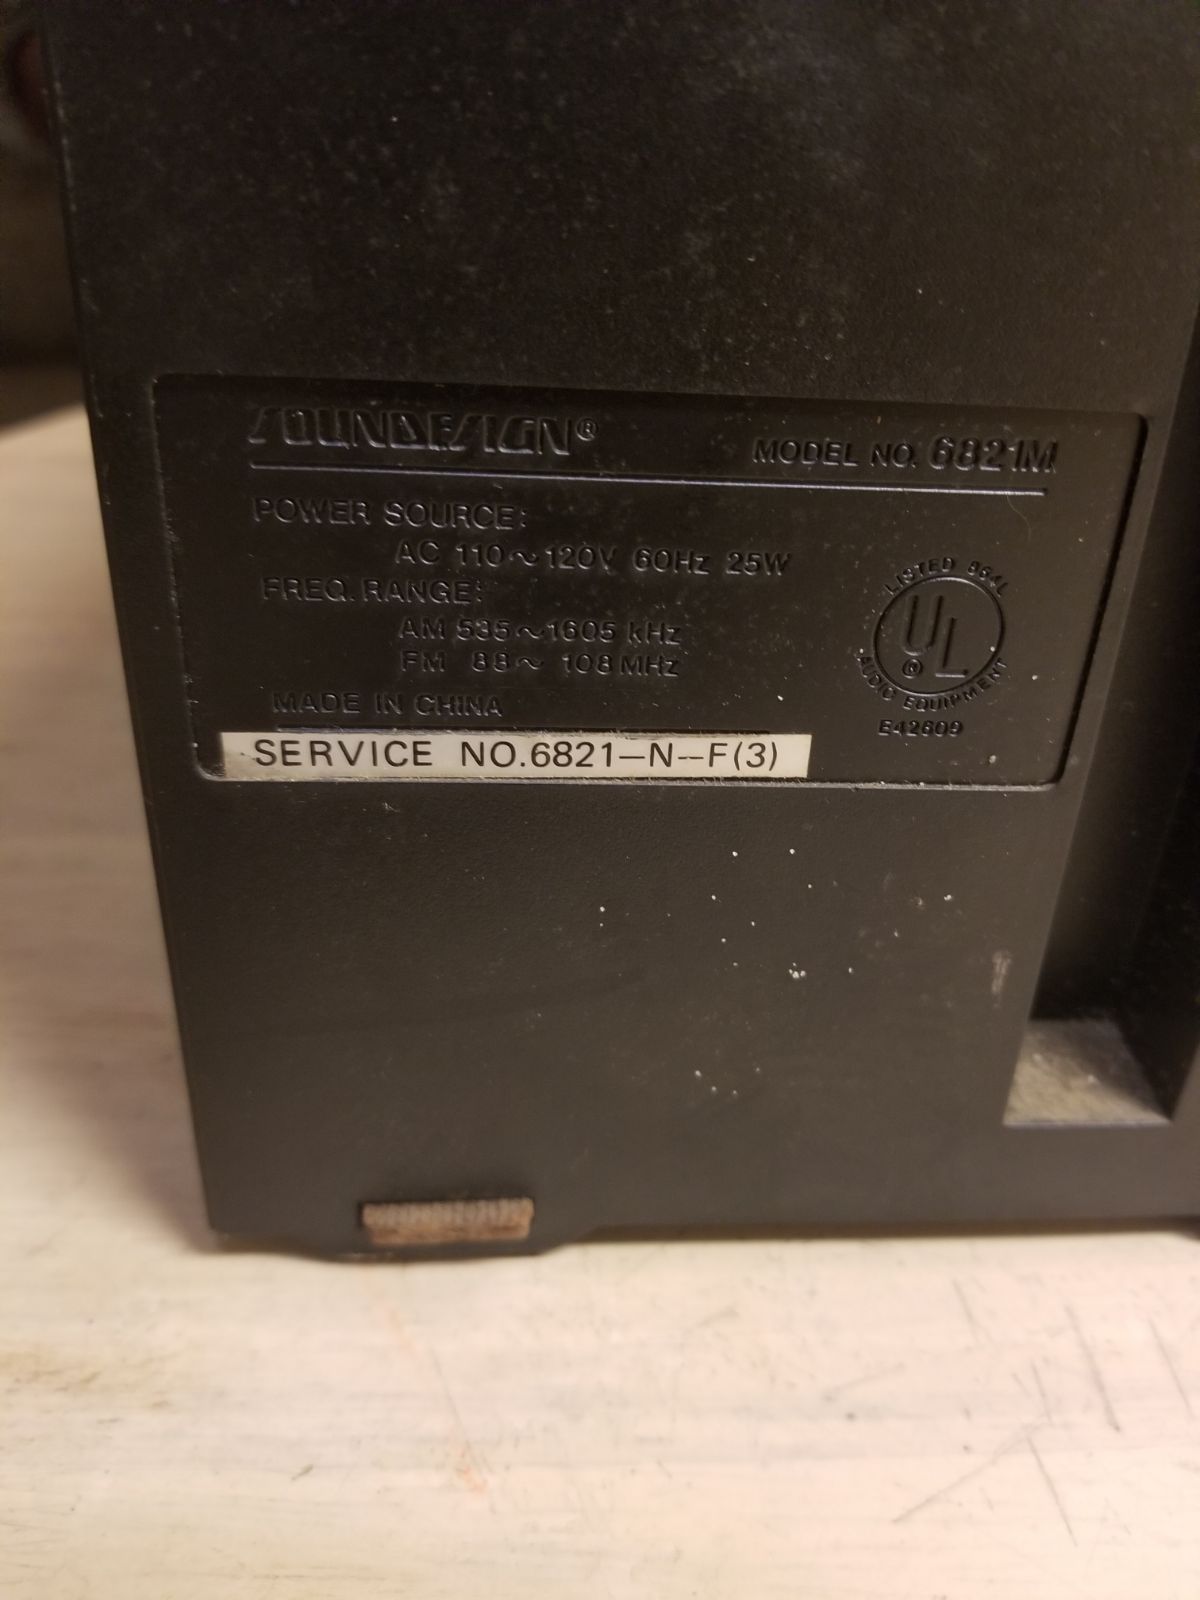 SOUNDESIGN®
MODEL NO. 6821M
POWER SOURCE:
AC 110~120V 60Hz 25W
FREQ. RANGE:
AM 535~1605 kHz
FM 88~ 108 MHz
MADE IN CHINA
SERVICE NO.6821-N--F(3)
LISTED 964L
UL®
AUDIO EQUIPMENT
E42609